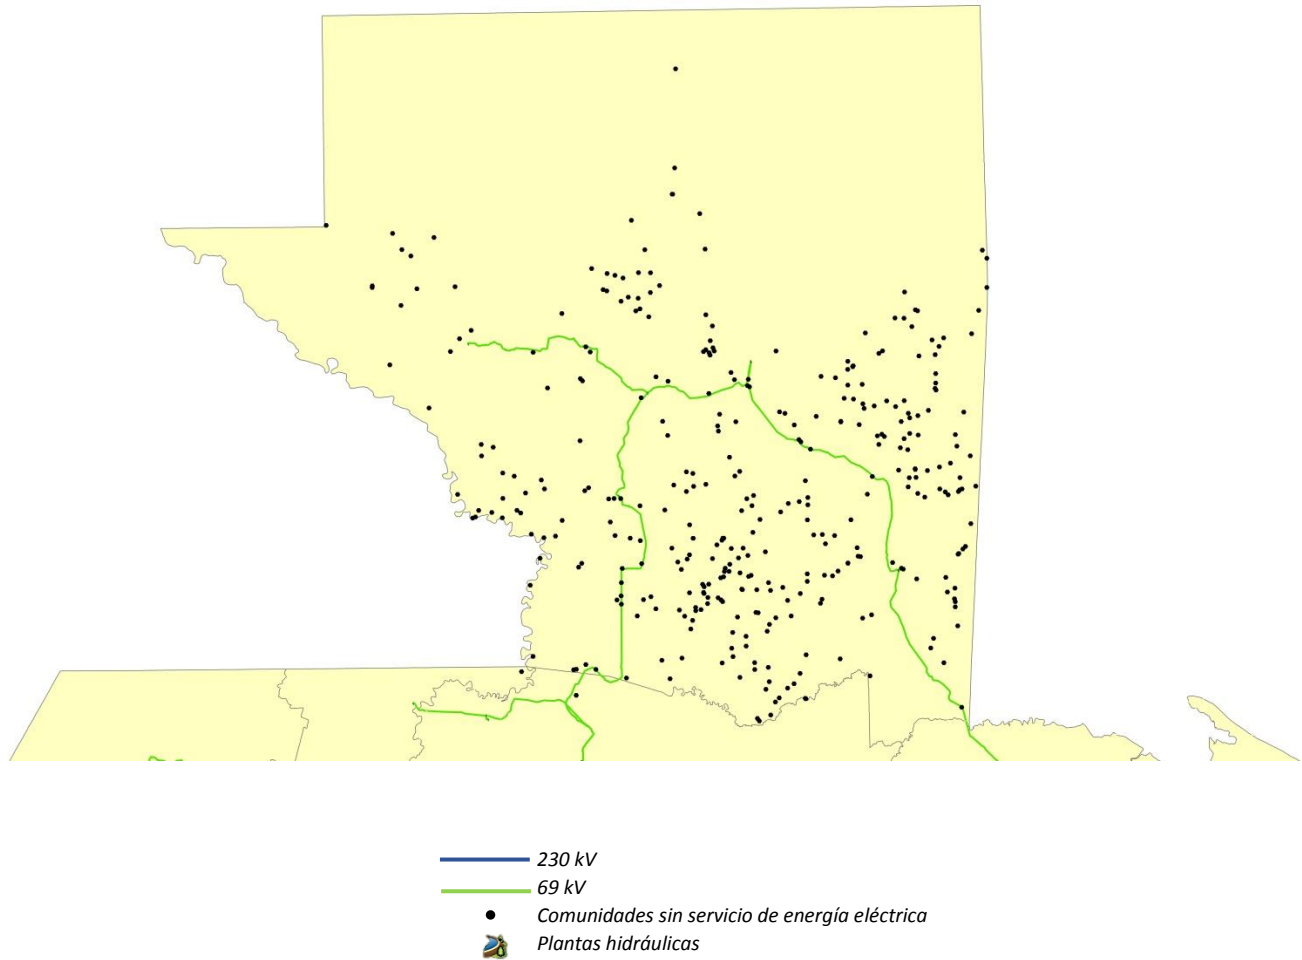 230 kV
69 kV
Comunidades sin servicio de energía eléctrica
Plantas hidráulicas